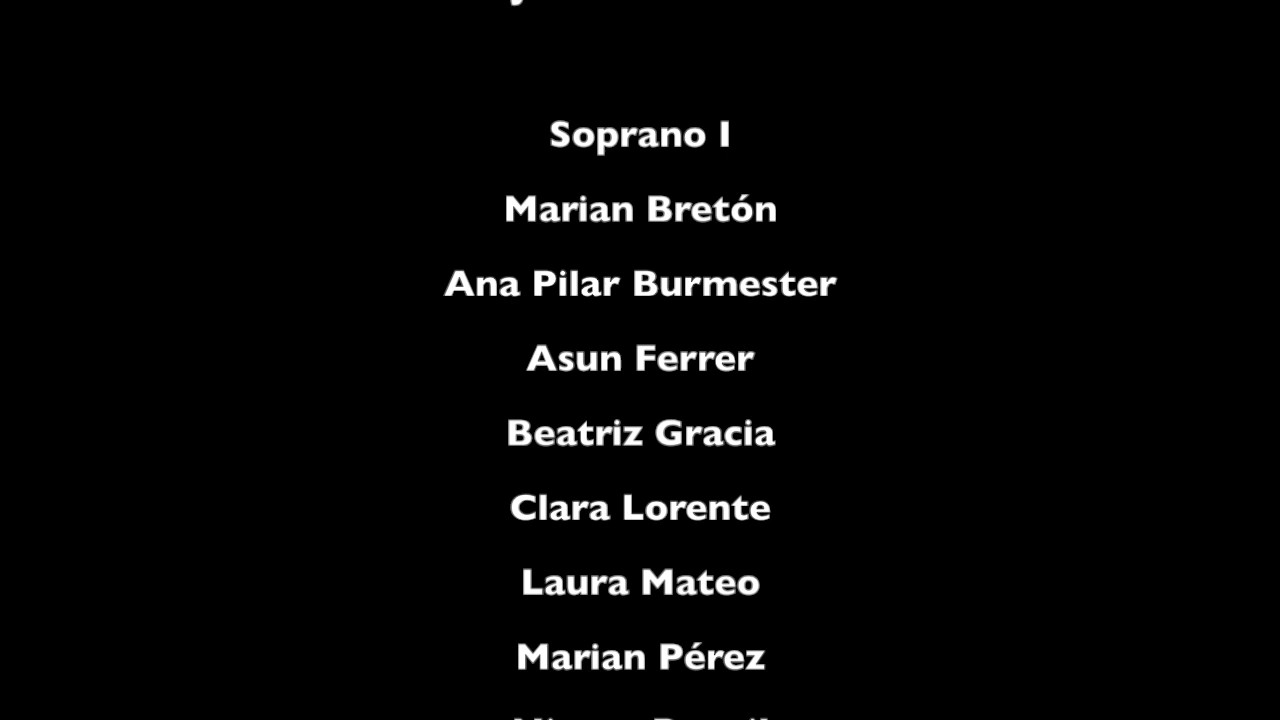 Soprano I
Marian Bretón
Ana Pilar Burmester
Asun Ferrer
Beatriz Gracia
Clara Lorente
Laura Mateo
Marian Pérez